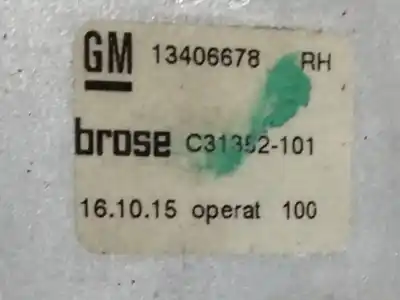 GM 13406678 RH
brose C31352-101
16.10.15 operat 100